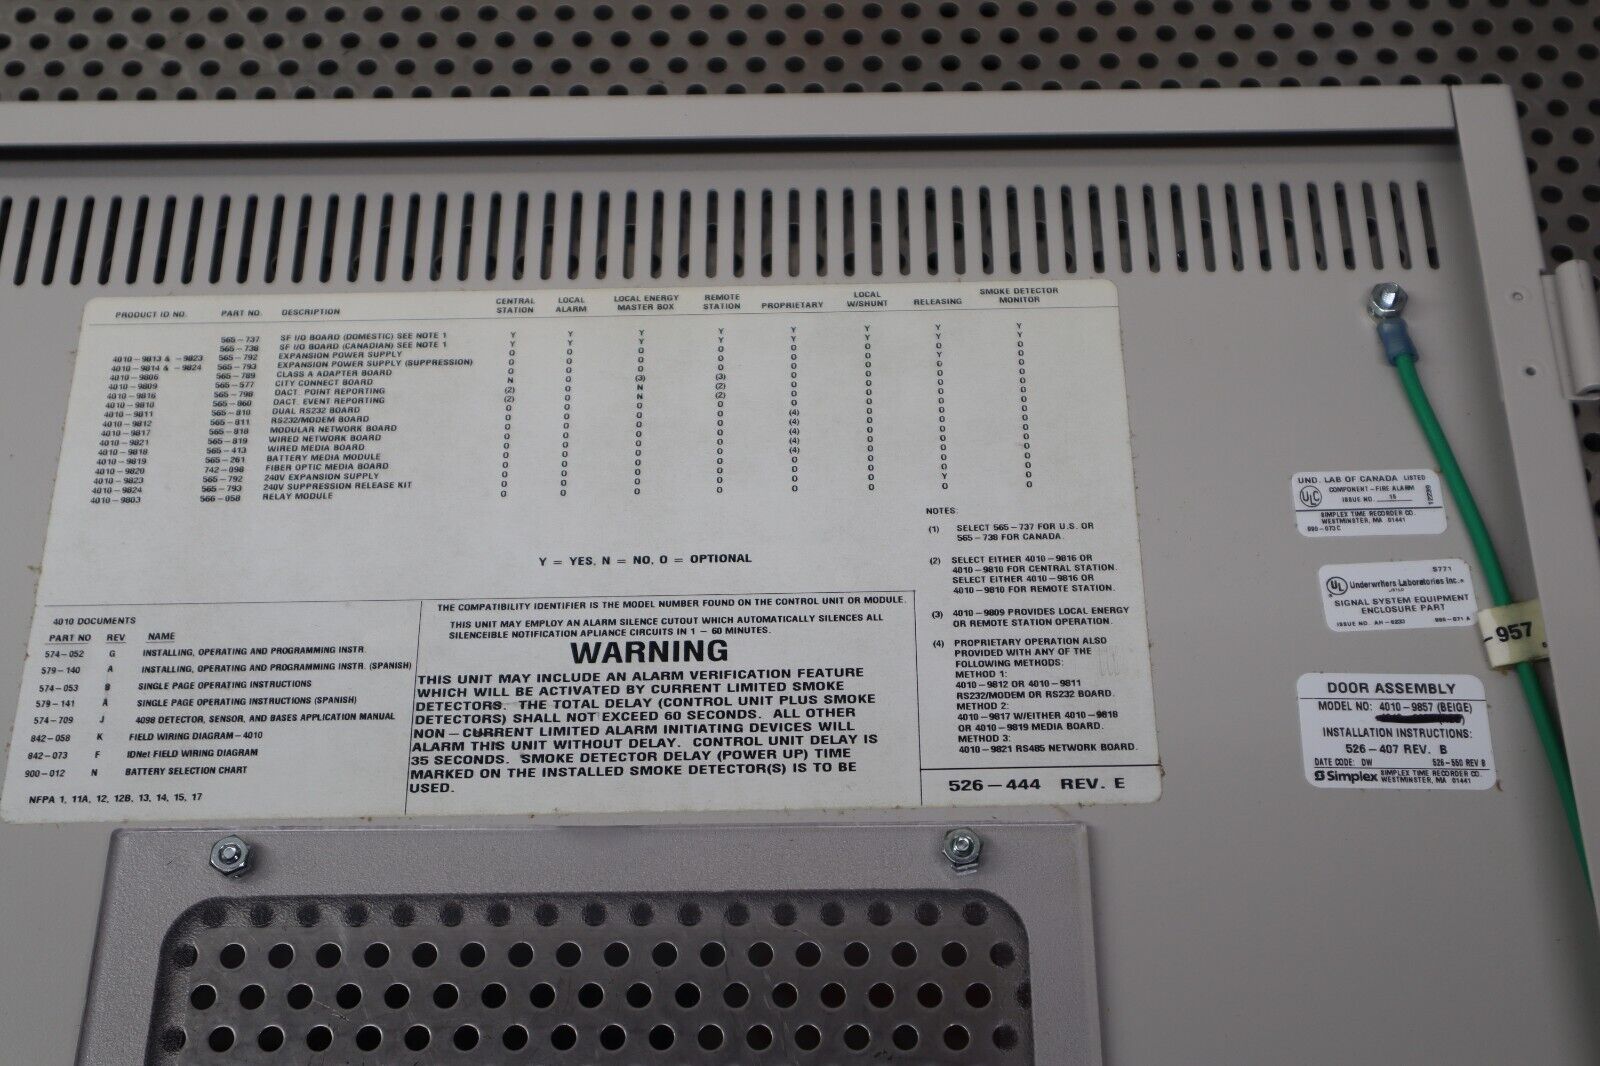 PRODUCT ID NO. PART NO. DESCRIPTION CENTRAL STATION LOCAL ALARM LOCAL ENERGY MASTER BOX REMOTE STATION PROPRIETARY LOCAL W/SHUNT RELEASING SMOKE DETECTOR MONITOR
565-737 SF I/O BOARD (DOMESTIC) SEE NOTE 1 Y Y Y Y Y Y Y Y
565-738 SF I/O BOARD (CANADIAN) SEE NOTE 1 Y Y Y Y Y Y Y Y
4010-9813 & -9823 565-792 EXPANSION POWER SUPPLY
4010-9814 & -9824 565-793 EXPANSION POWER SUPPLY (SUPPRESSION)
4010-9806 565-789 CLASS A ADAPTER BOARD
4010-9809 565-577 CITY CONNECT BOARD N O (3) (3)
4010-9816 565-798 DACT. POINT REPORTING (2) O N (2)
4010-9810 565-860 DACT. EVENT REPORTING (2) O N (2)
4010-9811 565-810 DUAL RS232 BOARD
4010-9812 565-811 RS232/MODEM BOARD
4010-9817 565-818 MODULAR NETWORK BOARD
4010-9821 565-819 WIRED NETWORK BOARD
4010-9818 565-413 WIRED MEDIA BOARD
4010-9819 565-261 BATTERY MEDIA MODULE
4010-9820 742-098 FIBER OPTIC MEDIA BOARD
4010-9823 565-792 240V EXPANSION SUPPLY
4010-9824 565-793 240V SUPPRESSION RELEASE KIT
4010-9803 566-058 RELAY MODULE
Y = YES, N = NO, O = OPTIONAL
NOTES:
(1) SELECT 565-737 FOR U.S. OR
565-738 FOR CANADA.
(2) SELECT EITHER 4010-9816 OR
4010-9810 FOR CENTRAL STATION.
SELECT EITHER 4010-9816 OR
4010-9810 FOR REMOTE STATION.
(3) 4010-9809 PROVIDES LOCAL ENERGY
OR REMOTE STATION OPERATION.
(4) PROPRIETARY OPERATION ALSO
PROVIDED WITH ANY OF THE
FOLLOWING METHODS:
METHOD 1:
4010-9812 OR 4010-9811
RS232/MODEM OR RS232 BOARD.
METHOD 2:
4010-9817 W/EITHER 4010-9818
OR 4010-9819 MEDIA BOARD.
METHOD 3:
4010-9821 RS485 NETWORK BOARD.
526-444 REV. E
4010 DOCUMENTS
PART NO REV NAME
574-052 G INSTALLING, OPERATING AND PROGRAMMING INSTR.
579-140 A INSTALLING, OPERATING AND PROGRAMMING INSTR. (SPANISH)
574-053 B SINGLE PAGE OPERATING INSTRUCTIONS
579-141 A SINGLE PAGE OPERATING INSTRUCTIONS (SPANISH)
574-709 J 4098 DETECTOR, SENSOR, AND BASES APPLICATION MANUAL
842-058 K FIELD WIRING DIAGRAM-4010
842-073 F IDNet FIELD WIRING DIAGRAM
900-012 N BATTERY SELECTION CHART
NFPA 1, 11A, 12, 12B, 13, 14, 15, 17
THE COMPATIBILITY IDENTIFIER IS THE MODEL NUMBER FOUND ON THE CONTROL UNIT OR MODULE.
THIS UNIT MAY EMPLOY AN ALARM SILENCE CUTOUT WHICH AUTOMATICALLY SILENCES ALL
SILENCEIBLE NOTIFICATION APLIANCE CIRCUITS IN 1 - 60 MINUTES.
WARNING
THIS UNIT MAY INCLUDE AN ALARM VERIFICATION FEATURE
WHICH WILL BE ACTIVATED BY CURRENT LIMITED SMOKE
DETECTORS. THE TOTAL DELAY (CONTROL UNIT PLUS SMOKE
DETECTORS) SHALL NOT EXCEED 60 SECONDS. ALL OTHER
NON-CURRENT LIMITED ALARM INITIATING DEVICES WILL
ALARM THIS UNIT WITHOUT DELAY. CONTROL UNIT DELAY IS
35 SECONDS. SMOKE DETECTOR DELAY (POWER UP) TIME
MARKED ON THE INSTALLED SMOKE DETECTOR(S) IS TO BE
USED.
UND. LAB OF CANADA LISTED
ULC COMPONENT-FIRE ALARM
ISSUE NO. 15
SIMPLEX TIME RECORDER CO.
WESTMINSTER, MA 01441
S771
UL Underwriters Laboratories Inc.®
LISTED
SIGNAL SYSTEM EQUIPMENT
ENCLOSURE PART
-957
DOOR ASSEMBLY
MODEL NO: 4010-9857 (BEIGE)
INSTALLATION INSTRUCTIONS:
526-407 REV. B
DATE CODE: DW 526-550 REV B
Simplex SIMPLEX TIME RECORDER CO.
WESTMINSTER, MA 01441